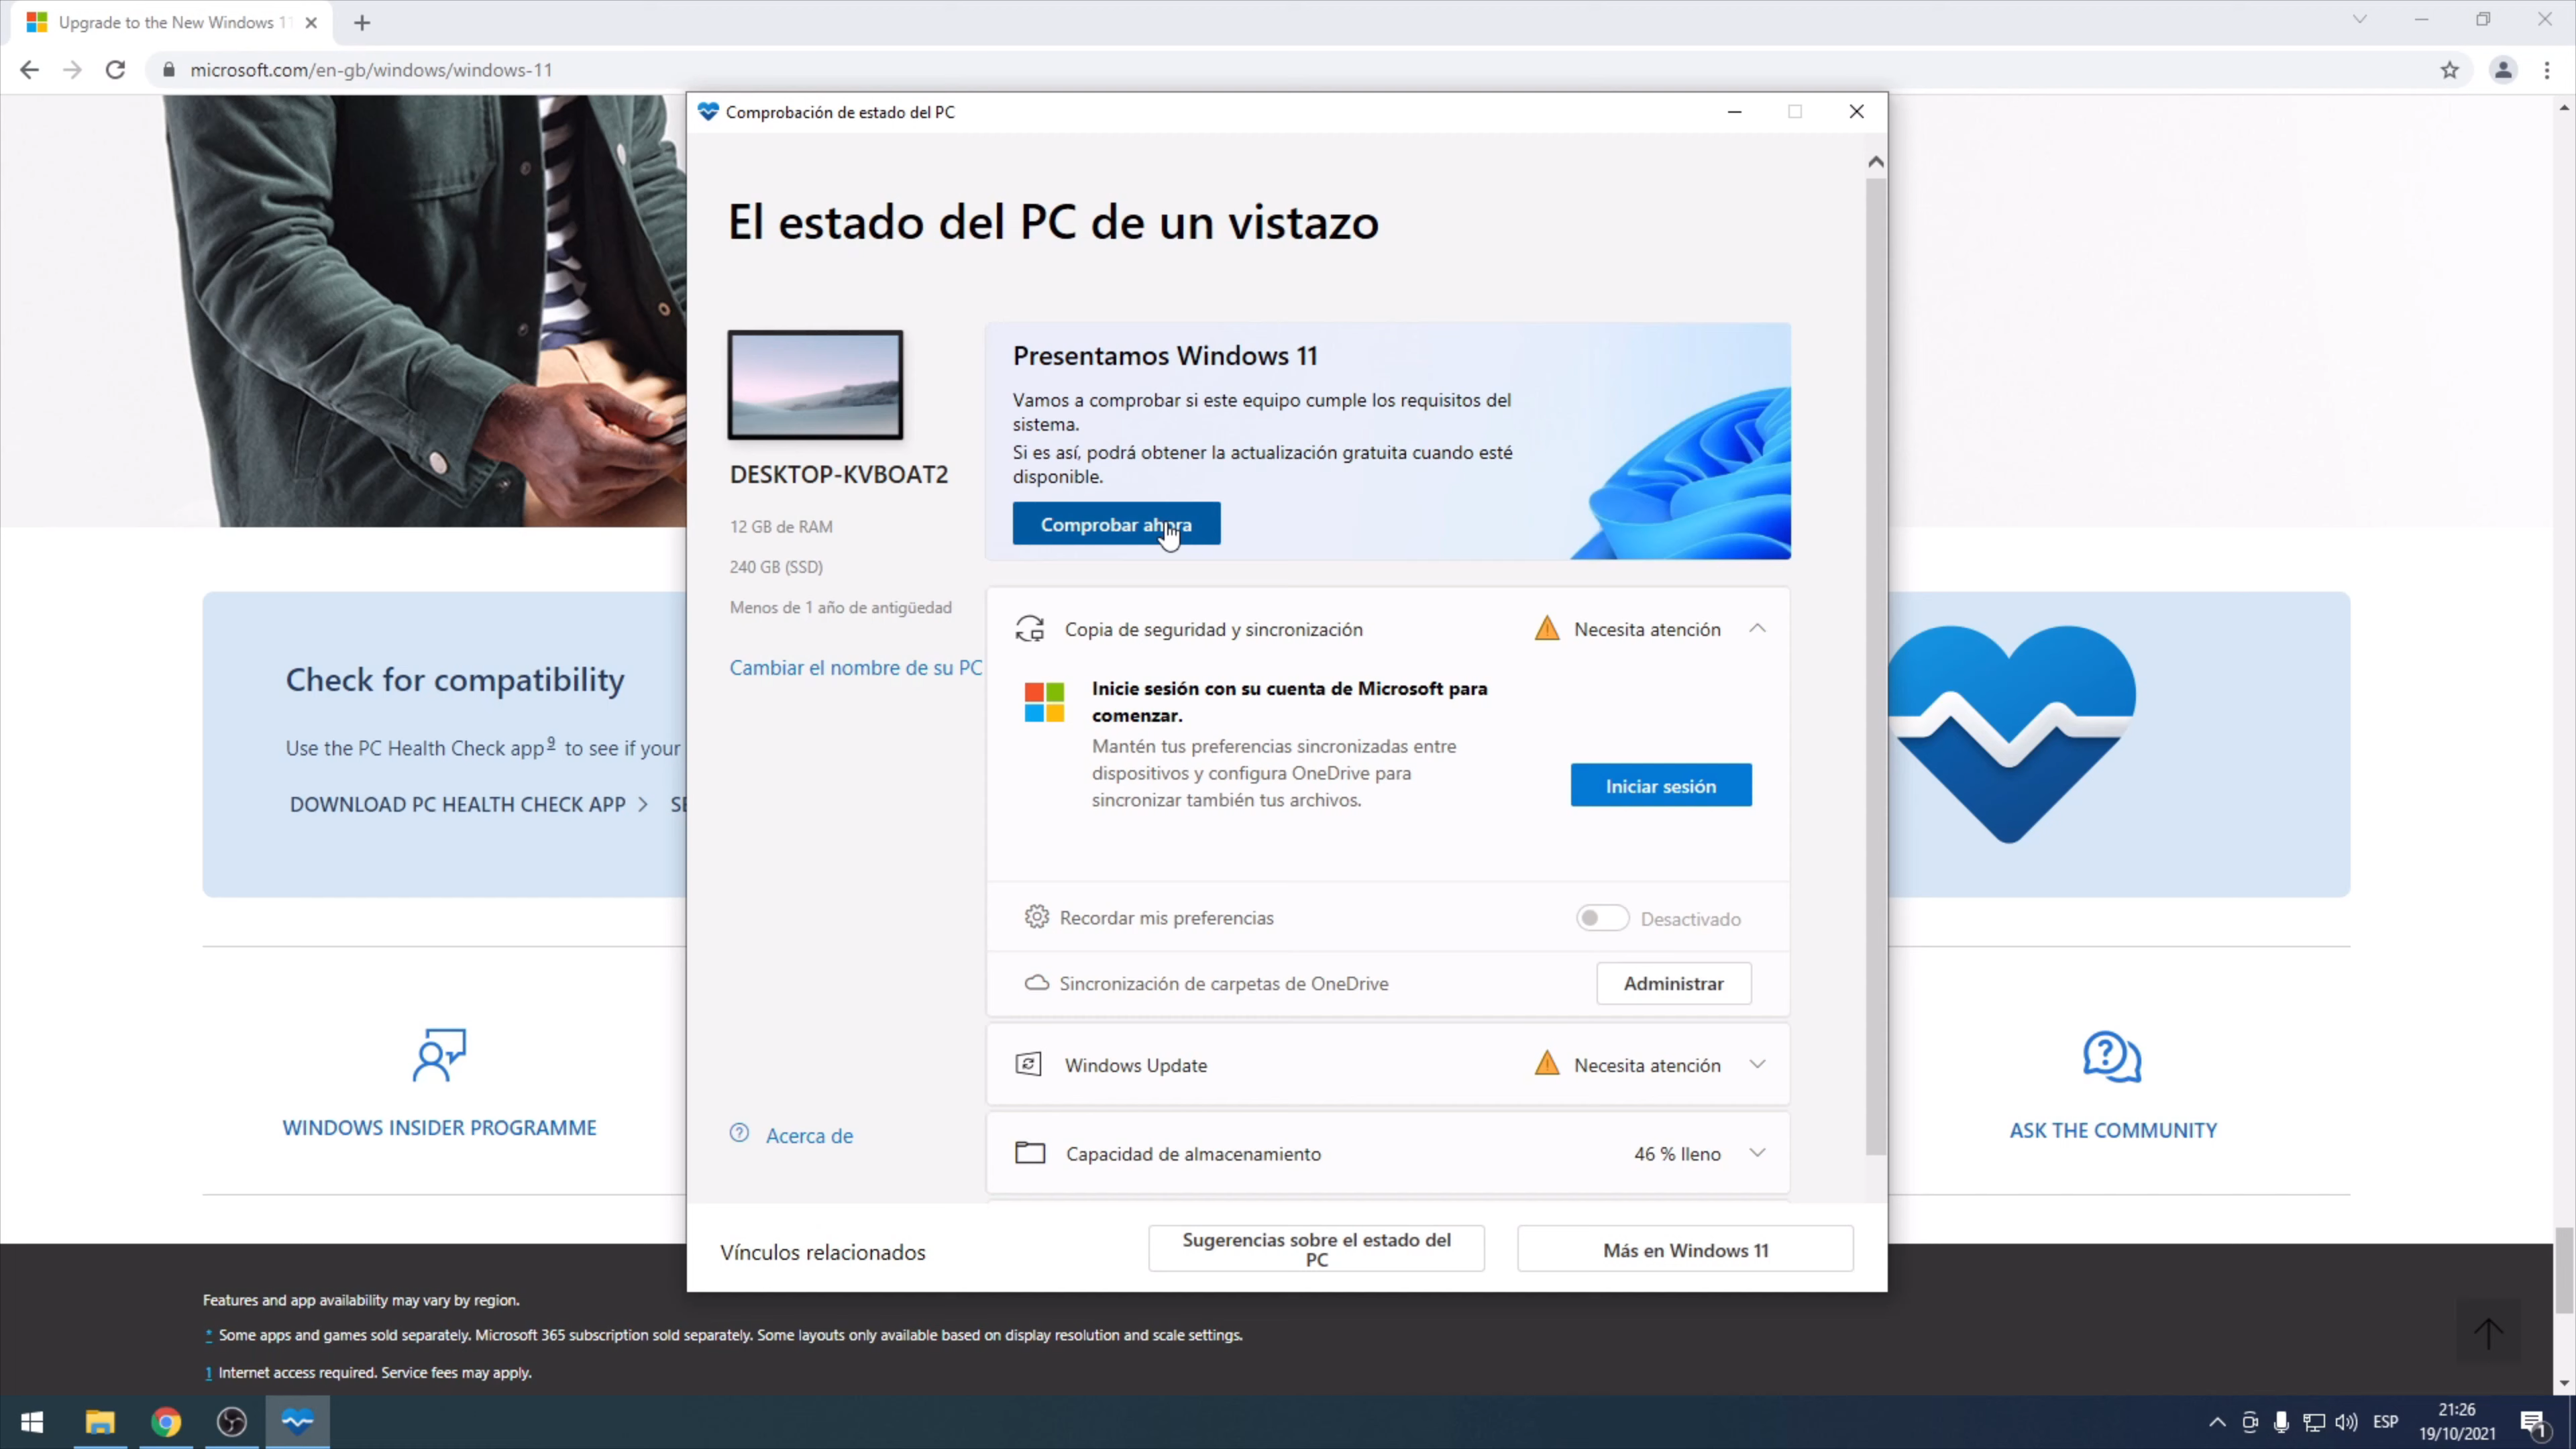 Upgrade to the New Windows 11
microsoft.com/en-gb/windows/windows-11
Comprobación de estado del PC
El estado del PC de un vistazo
DESKTOP-KVBOAT2
12 GB de RAM
240 GB (SSD)
Menos de 1 año de antigüedad
Cambiar el nombre de su PC
Acerca de
Presentamos Windows 11
Vamos a comprobar si este equipo cumple los requisitos del
sistema.
Si es así, podrá obtener la actualización gratuita cuando esté
disponible.
Comprobar ahora
Copia de seguridad y sincronización
Necesita atención
Inicie sesión con su cuenta de Microsoft para
comenzar.
Mantén tus preferencias sincronizadas entre
dispositivos y configura OneDrive para
sincronizar también tus archivos.
Iniciar sesión
Recordar mis preferencias
Desactivado
Sincronización de carpetas de OneDrive
Administrar
Windows Update
Necesita atención
Capacidad de almacenamiento
46 % lleno
Vínculos relacionados
Sugerencias sobre el estado del
PC
Más en Windows 11
Check for compatibility
Use the PC Health Check app9 to see if your
DOWNLOAD PC HEALTH CHECK APP
WINDOWS INSIDER PROGRAMME
ASK THE COMMUNITY
Features and app availability may vary by region.
* Some apps and games sold separately. Microsoft 365 subscription sold separately. Some layouts only available based on display resolution and scale settings.
1 Internet access required. Service fees may apply.
ESP
21:26
19/10/2021
1